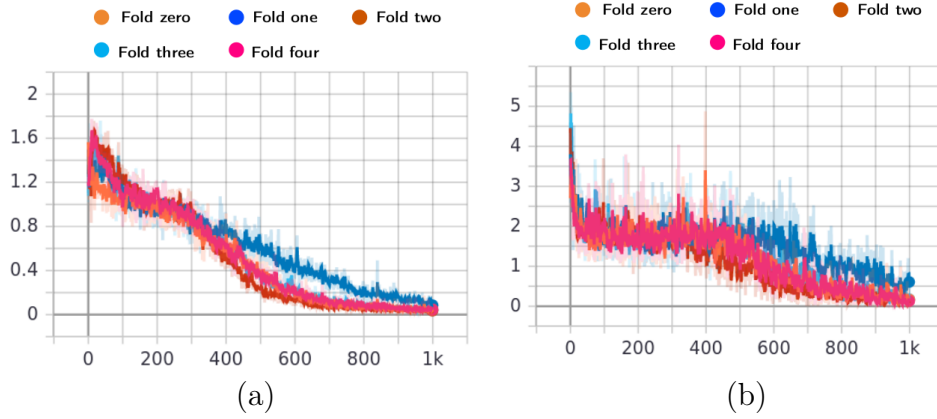 Fold zero Fold one Fold two
Fold three Fold four
2
1.6
1.2
0.8
0.4
0
0 200 400 600 800 1k
(a)
Fold zero Fold one Fold two
Fold three Fold four
5
4
3
2
1
0
0 200 400 600 800 1k
(b)